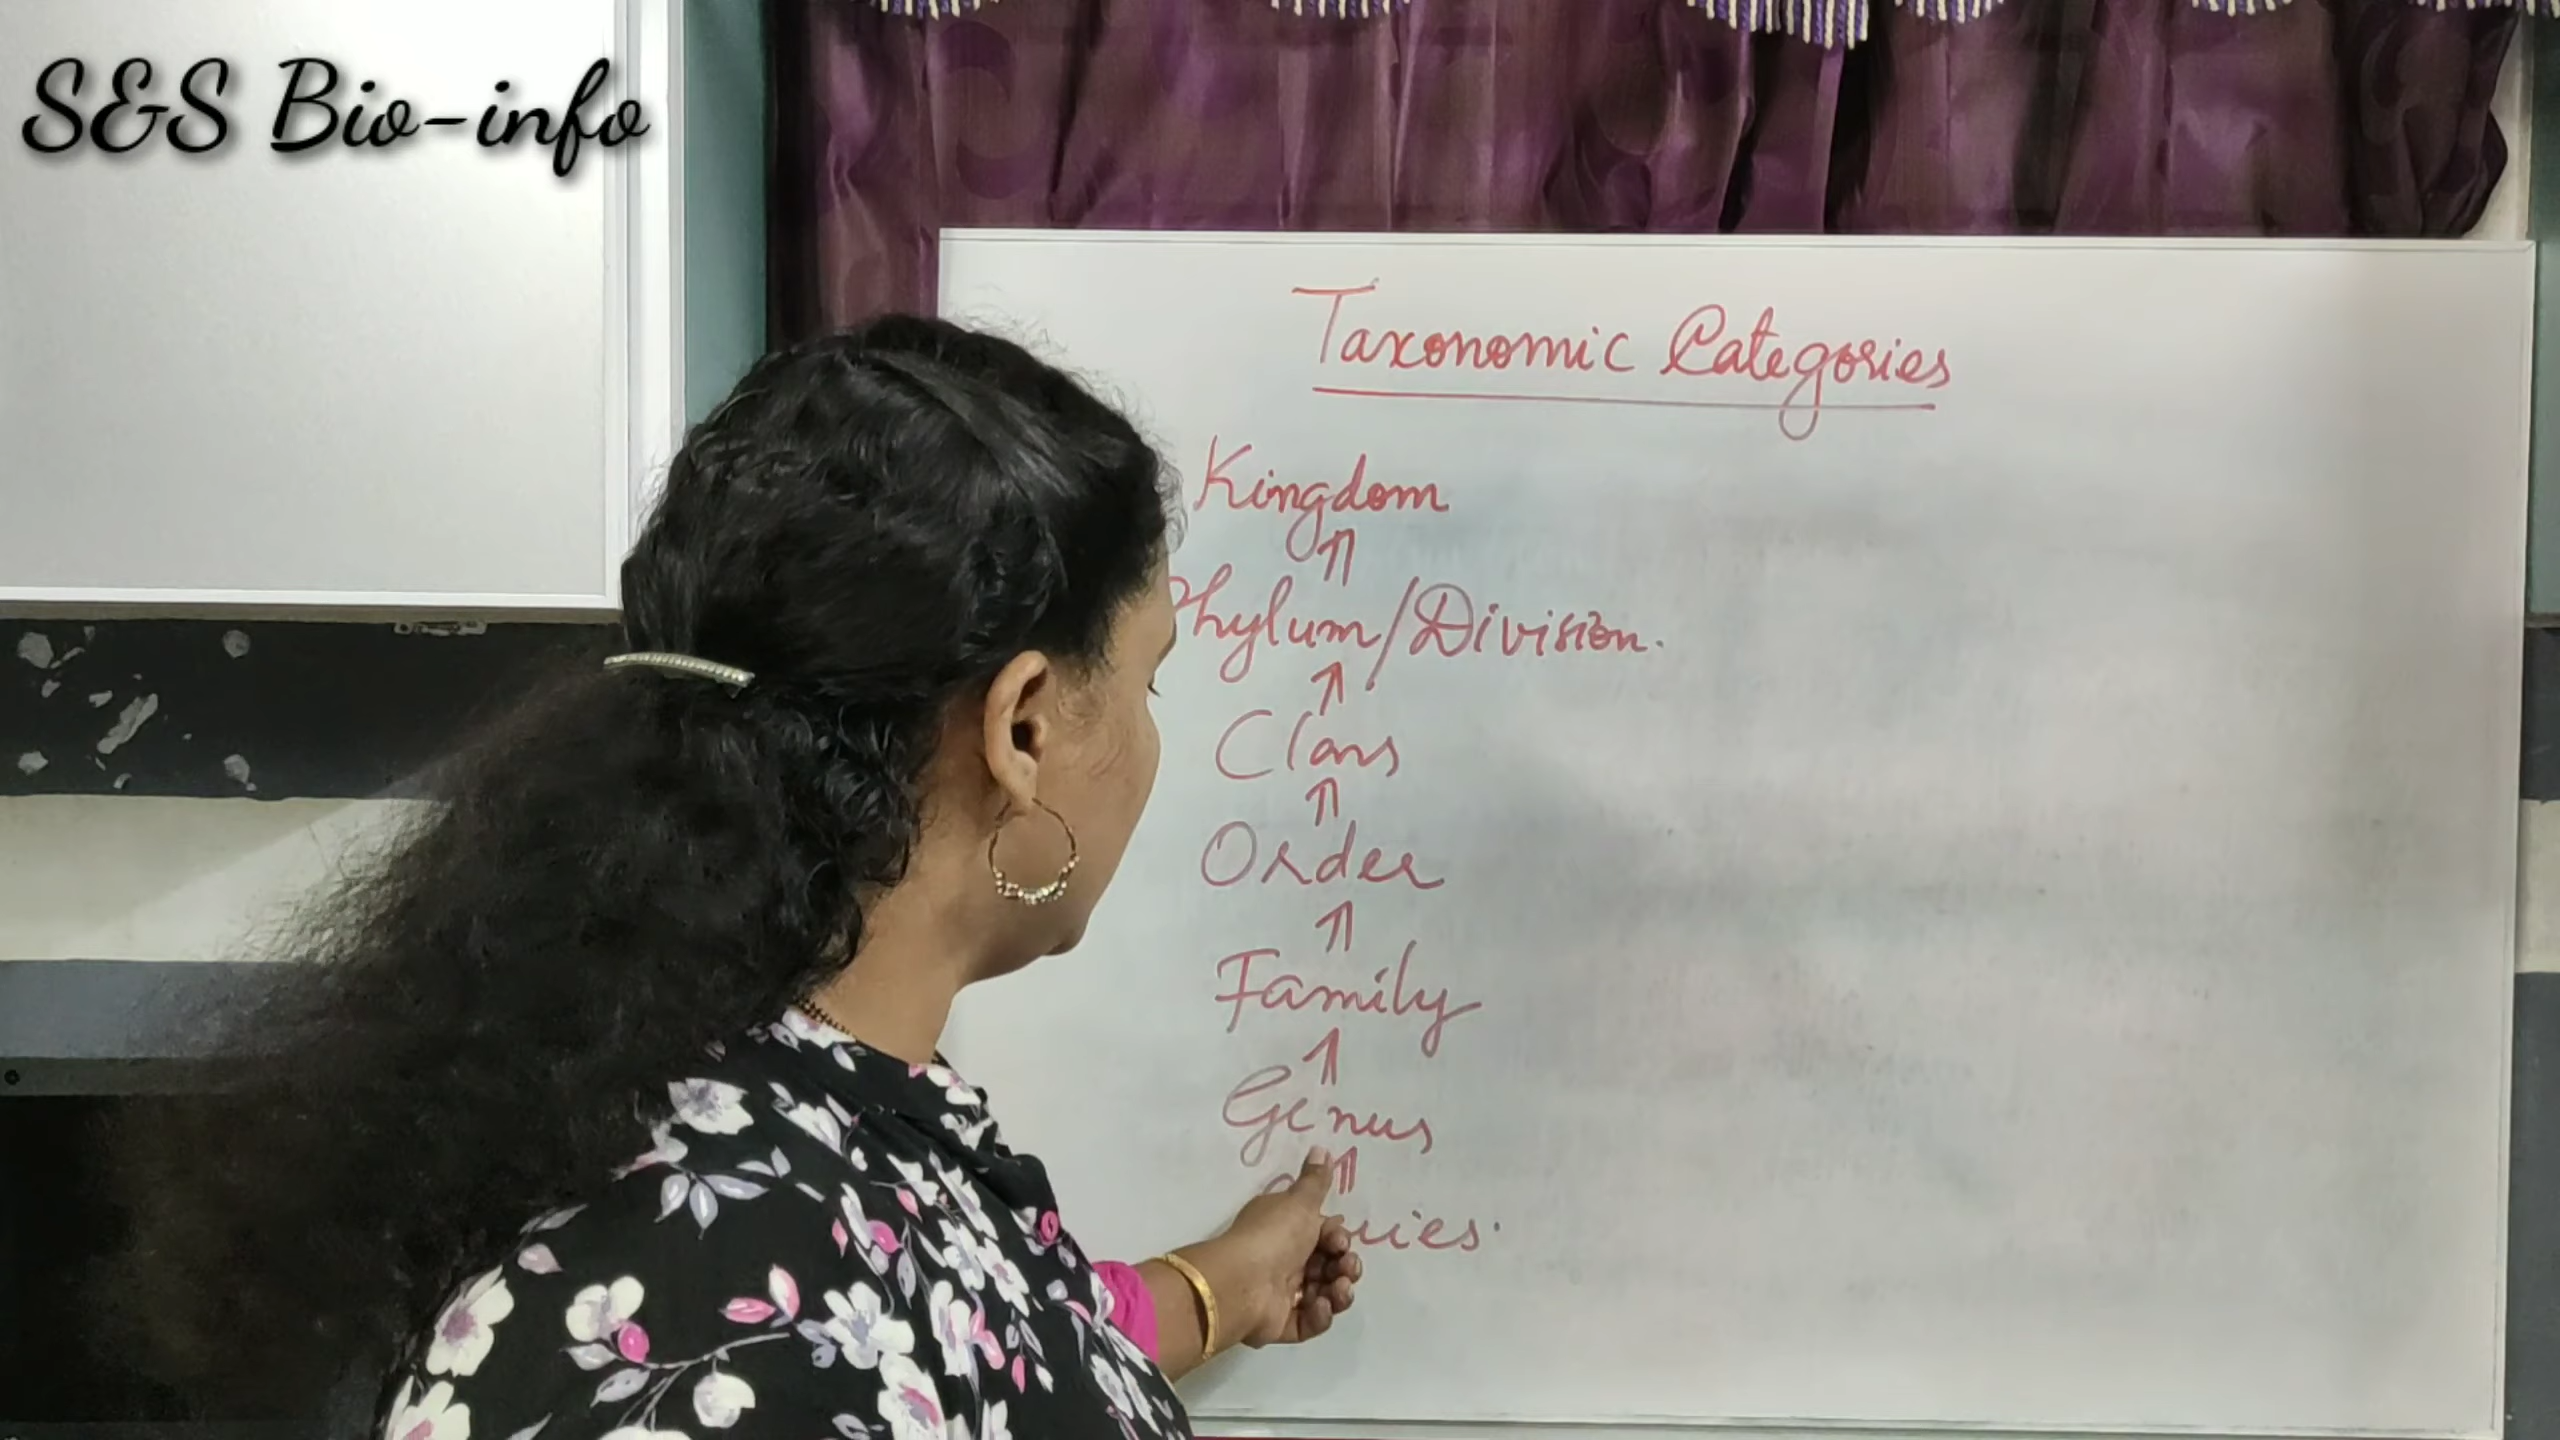 S&S Bio-info
Taxonomic Categories
Kingdom
⇑
Phylum/Division.
⇑
Class
⇑
Order
⇑
Family
⇑
Genus
⇑